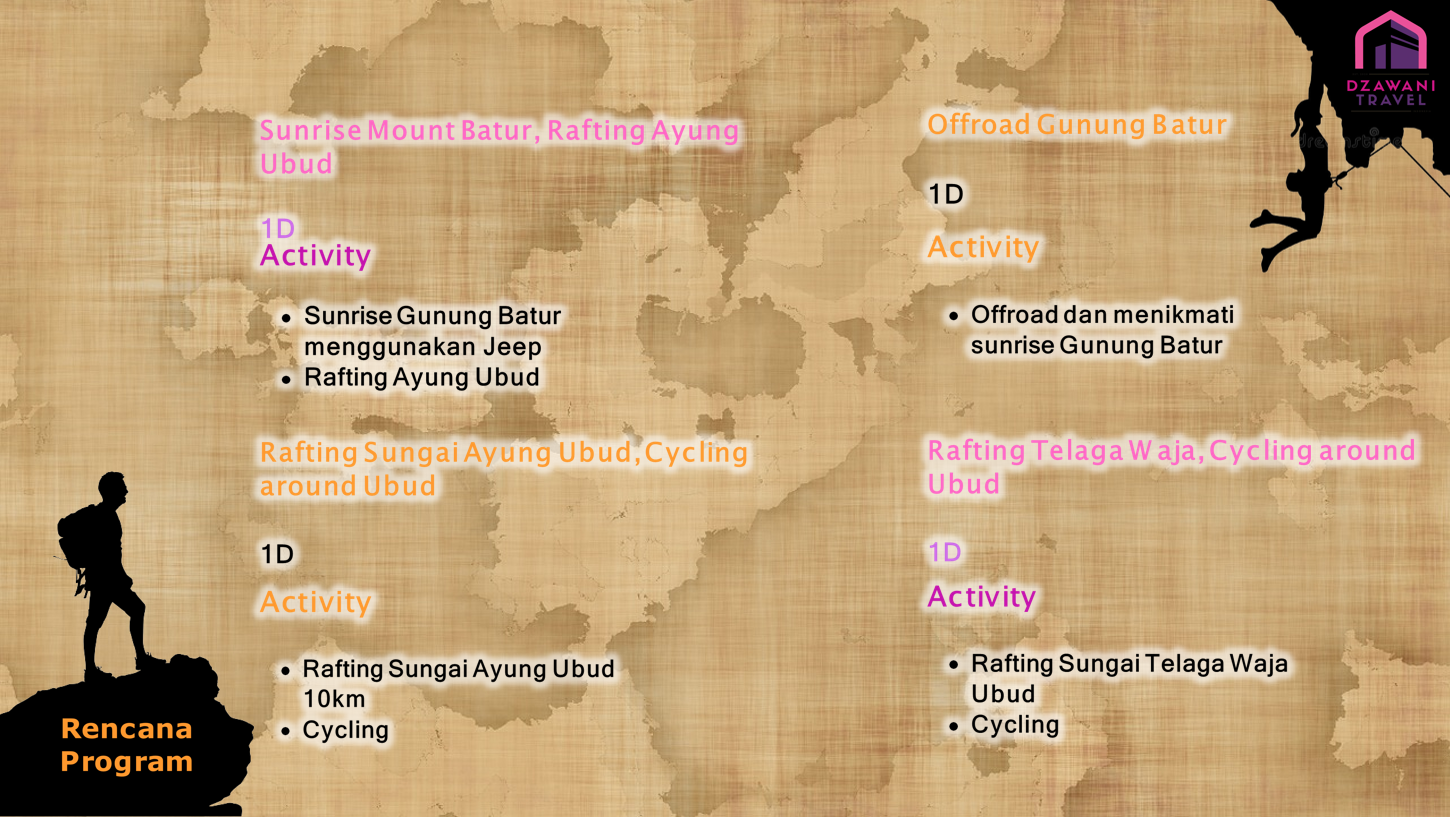 DZAWANI
TRAVEL
Sunrise Mount Batur, Rafting Ayung
Ubud
1D
Activity
• Sunrise Gunung Batur
menggunakan Jeep
• Rafting Ayung Ubud
Offroad Gunung Batur
1D
Activity
• Offroad dan menikmati
sunrise Gunung Batur
Rafting Sungai Ayung Ubud, Cycling
around Ubud
1D
Activity
• Rafting Sungai Ayung Ubud
10km
• Cycling
Rafting Telaga Waja, Cycling around
Ubud
1D
Activity
• Rafting Sungai Telaga Waja
Ubud
• Cycling
Rencana
Program